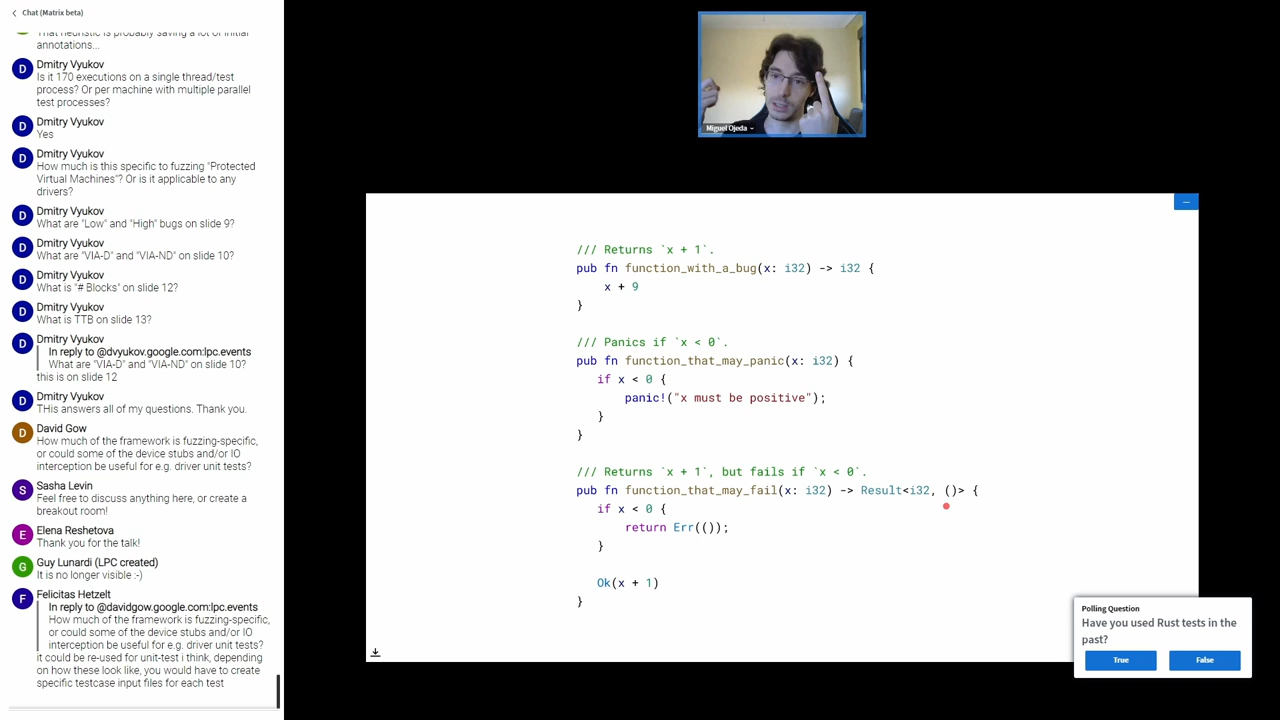 Chat (Matrix beta)
That heuristic is probably saving a lot of initial
annotations...
D
Dmitry Vyukov
Is it 170 executions on a single thread/test
process? Or per machine with multiple parallel
test processes?
D
Dmitry Vyukov
Yes
D
Dmitry Vyukov
How much is this specific to fuzzing "Protected
Virtual Machines"? Or is it applicable to any
drivers?
D
Dmitry Vyukov
What are "Low" and "High" bugs on slide 9?
D
Dmitry Vyukov
What are "VIA-D" and "VIA-ND" on slide 10?
D
Dmitry Vyukov
What is "# Blocks" on slide 12?
D
Dmitry Vyukov
What is TTB on slide 13?
D
Dmitry Vyukov
In reply to @dvyukov.google.com:lpc.events
What are "VIA-D" and "VIA-ND" on slide 10?
this is on slide 12
D
Dmitry Vyukov
THis answers all of my questions. Thank you.
D
David Gow
How much of the framework is fuzzing-specific,
or could some of the device stubs and/or IO
interception be useful for e.g. driver unit tests?
S
Sasha Levin
Feel free to discuss anything here, or create a
breakout room!
E
Elena Reshetova
Thank you for the talk!
G
Guy Lunardi (LPC created)
It is no longer visible :-)
F
Felicitas Hetzelt
In reply to @davidgow.google.com:lpc.events
How much of the framework is fuzzing-specific,
or could some of the device stubs and/or IO
interception be useful for e.g. driver unit tests?
it could be re-used for unit-test i think, depending
on how these look like, you would have to create
specific testcase input files for each test
Miguel Ojeda
/// Returns `x + 1`.
pub fn function_with_a_bug(x: i32) -> i32 {
    x + 9
}
/// Panics if `x < 0`.
pub fn function_that_may_panic(x: i32) {
    if x < 0 {
        panic!("x must be positive");
    }
}
/// Returns `x + 1`, but fails if `x < 0`.
pub fn function_that_may_fail(x: i32) -> Result<i32, ()> {
    if x < 0 {
        return Err(());
    }
    Ok(x + 1)
}
Polling Question
Have you used Rust tests in the
past?
True
False